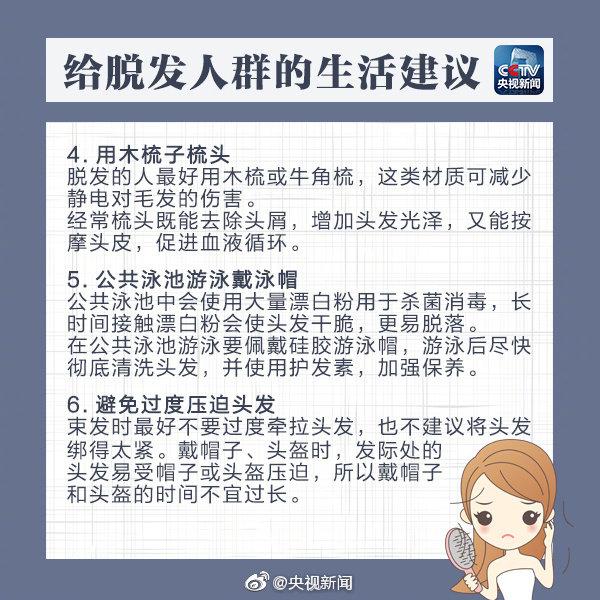 给脱发人群的生活建议
CCTV
央视新闻
4. 用木梳子梳头
脱发的人最好用木梳或牛角梳，这类材质可减少
静电对毛发的伤害。
经常梳头既能去除头屑，增加头发光泽，又能按
摩头皮，促进血液循环。
5. 公共泳池游泳戴泳帽
公共泳池中会使用大量漂白粉用于杀菌消毒，长
时间接触漂白粉会使头发干脆，更易脱落。
在公共泳池游泳要佩戴硅胶游泳帽，游泳后尽快
彻底清洗头发，并使用护发素，加强保养。
6. 避免过度压迫头发
束发时最好不要过度牵拉头发，也不建议将头发
绑得太紧。戴帽子、头盔时，发际处的
头发易受帽子或头盔压迫，所以戴帽子
和头盔的时间不宜过长。
@央视新闻